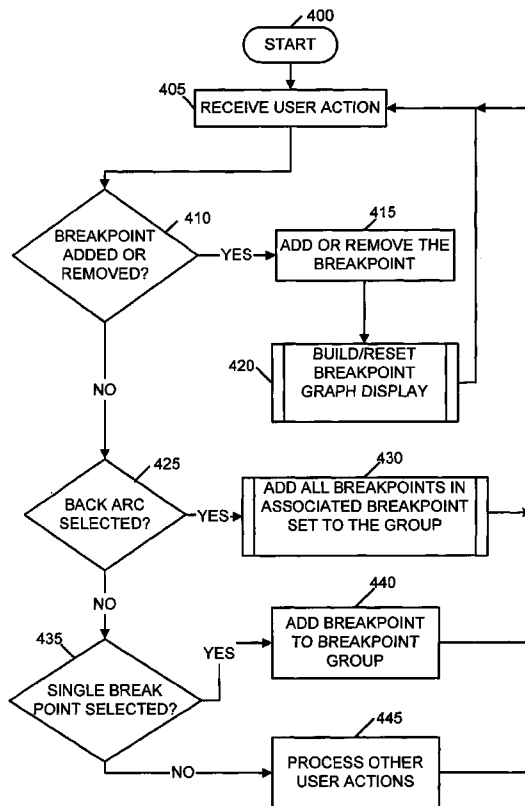 400
START
405
RECEIVE USER ACTION
410
BREAKPOINT
ADDED OR
REMOVED?
YES
415
ADD OR REMOVE THE
BREAKPOINT
420
BUILD/RESET
BREAKPOINT
GRAPH DISPLAY
NO
425
BACK ARC
SELECTED?
YES
430
ADD ALL BREAKPOINTS IN
ASSOCIATED BREAKPOINT
SET TO THE GROUP
NO
435
SINGLE BREAK
POINT SELECTED?
YES
440
ADD BREAKPOINT
TO BREAKPOINT
GROUP
NO
445
PROCESS OTHER
USER ACTIONS